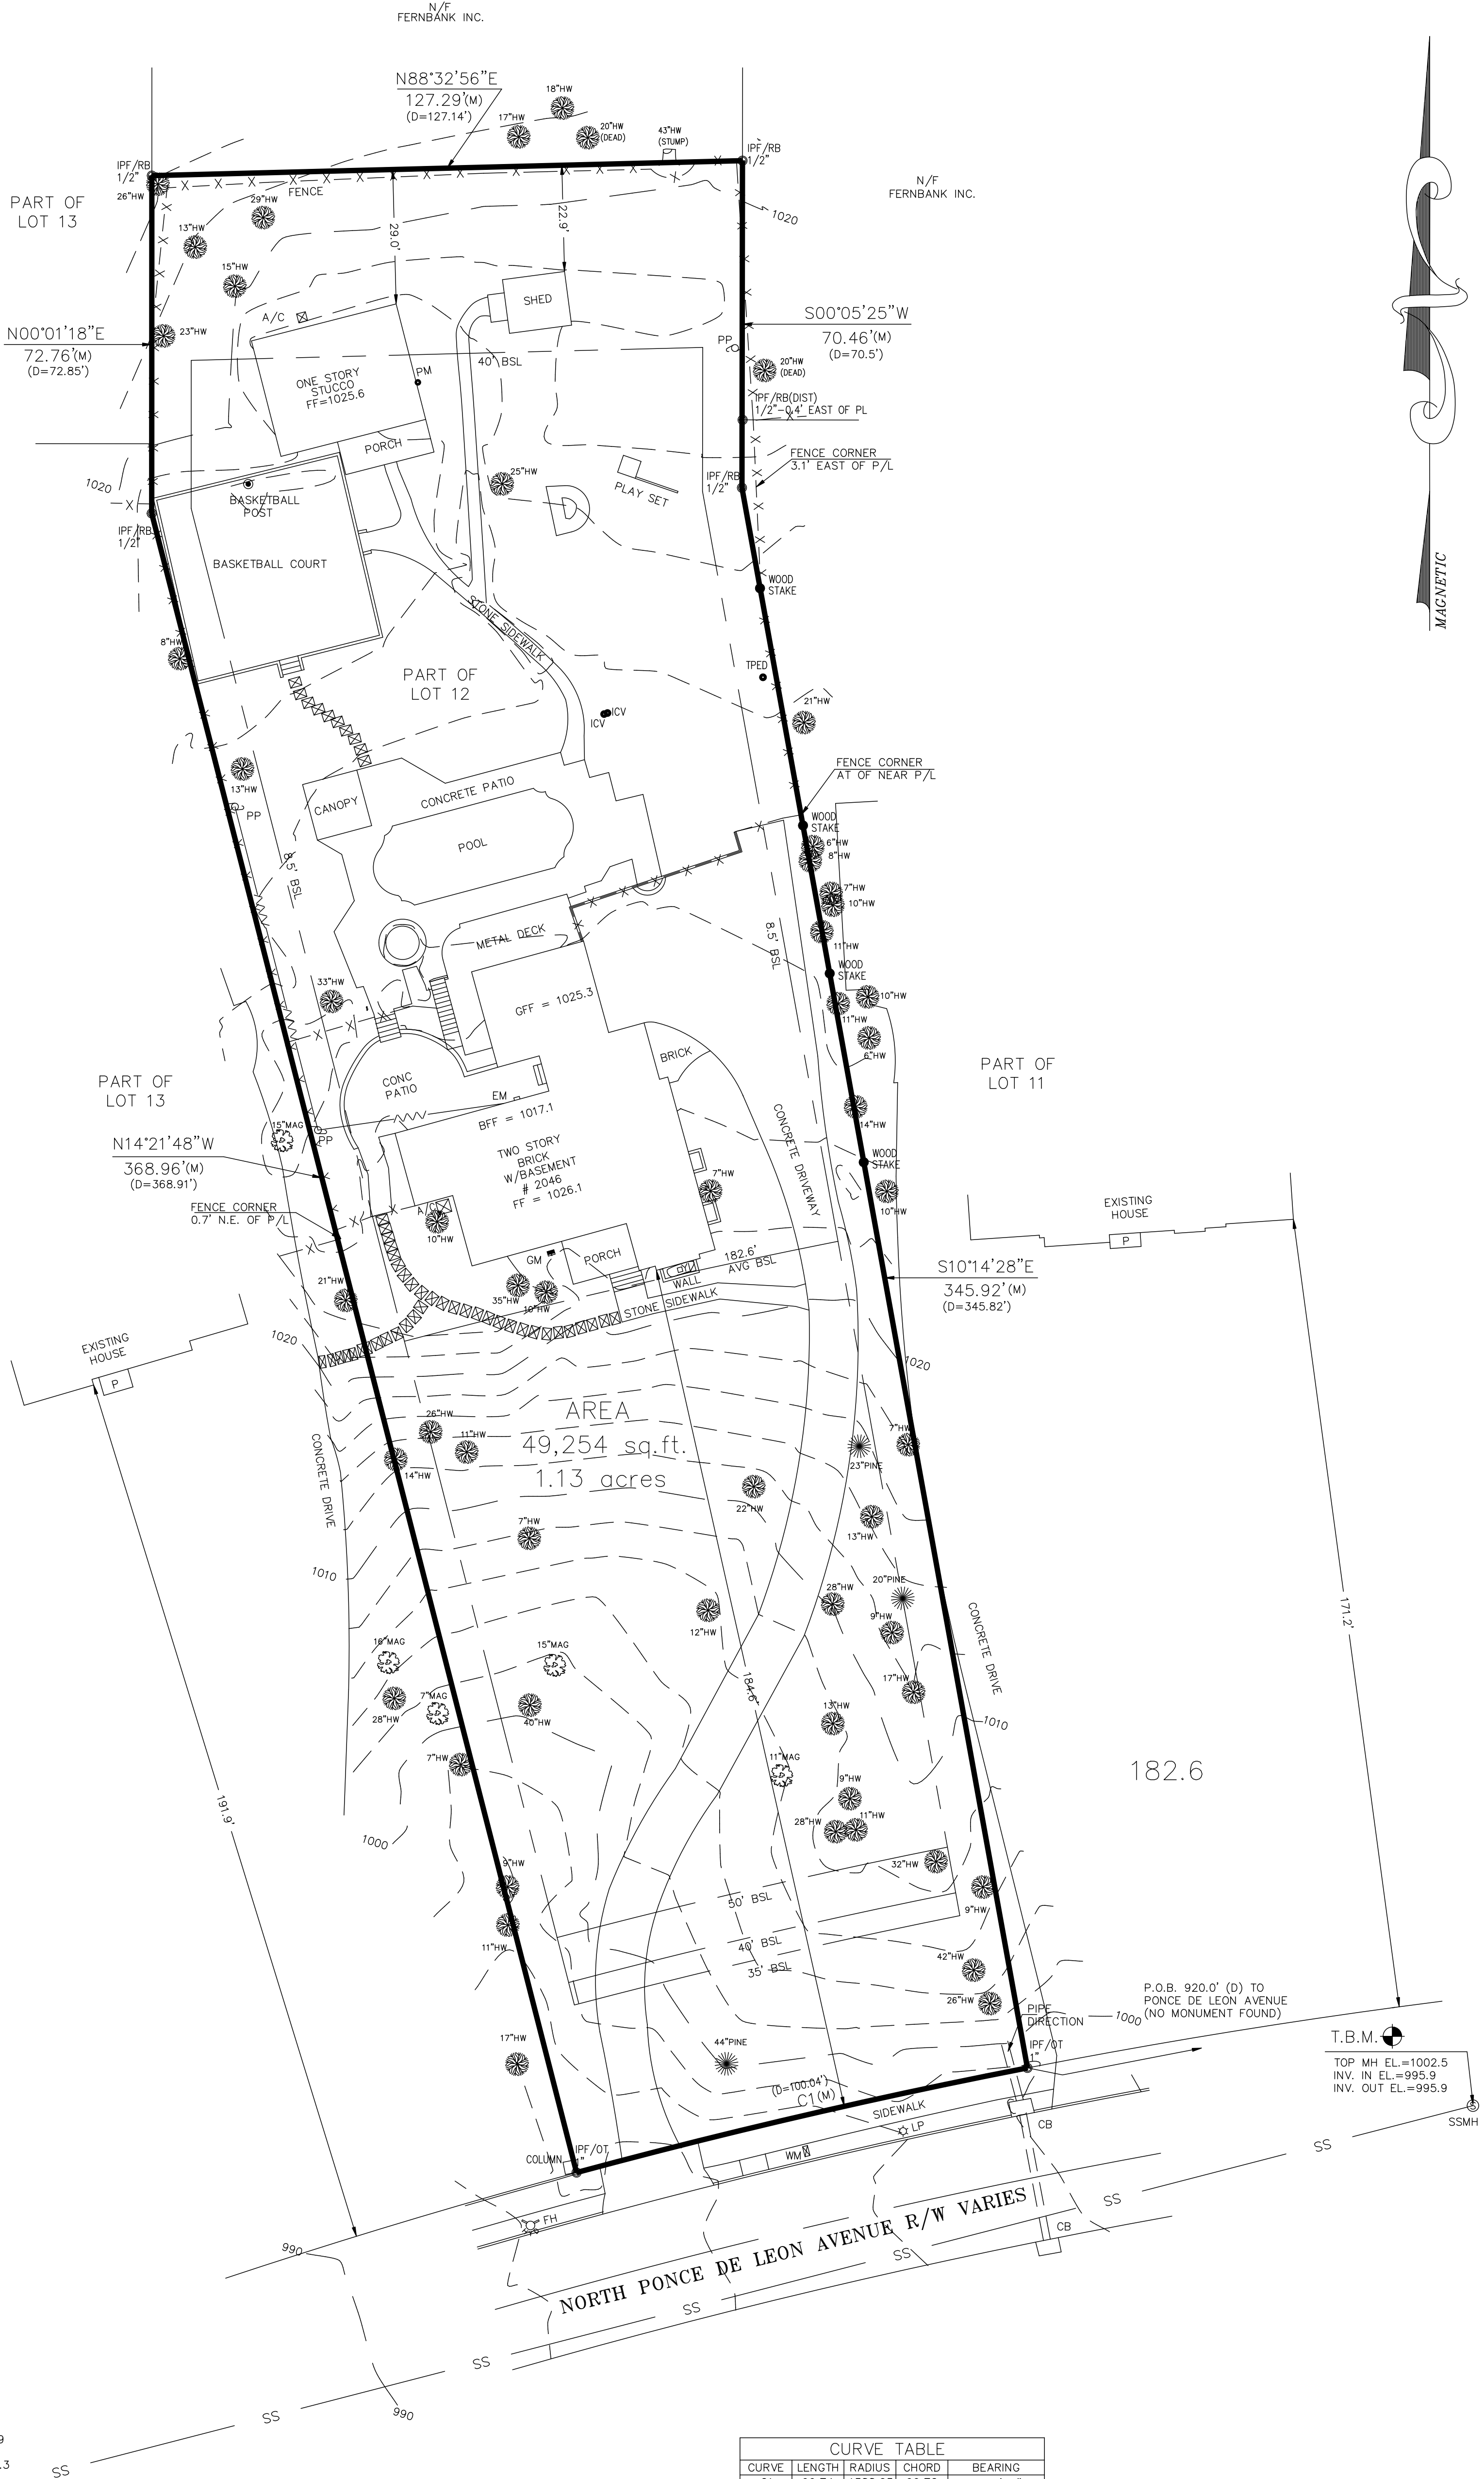 N/F
FERNBANK INC.
N88°32'56"E
127.29'(M)
(D=127.14')
18"HW
17"HW
20"HW
(DEAD)
43"HW
(STUMP)
IPF/RB
1/2"
IPF/RB
1/2"
26"HW
FENCE
PART OF
LOT 13
N/F
FERNBANK INC.
1020
29"HW
13"HW
15"HW
29.0'
22.9'
SHED
A/C
N00°01'18"E
72.76'(M)
(D=72.85')
23"HW
S00°05'25"W
70.46'(M)
(D=70.5')
PP
40' BSL
20"HW
(DEAD)
ONE STORY
STUCCO
FF=1025.6
PM
IPF/RB(DIST)
1/2"-0.4' EAST OF PL
PORCH
FENCE CORNER
3.1' EAST OF P/L
1020
25"HW
PLAY SET
IPF/RB
1/2"
BASKETBALL
POST
IPF/RB
1/2"
BASKETBALL COURT
WOOD
STAKE
STONE SIDEWALK
8"HW
PART OF
LOT 12
TPED
21"HW
ICV
ICV
MAGNETIC
13"HW
PP
CANOPY
CONCRETE PATIO
POOL
FENCE CORNER
AT OF NEAR P/L
WOOD
STAKE
6"HW
8"HW
7"HW
10"HW
8.5' BSL
8.5' BSL
11"HW
METAL DECK
WOOD
STAKE
33"HW
GFF = 1025.3
10"HW
11"HW
6"HW
BRICK
PART OF
LOT 11
PART OF
LOT 13
CONC
PATIO
EM
BFF = 1017.1
15"MAG
PP
N14°21'48"W
368.96'(M)
(D=368.91')
CONCRETE DRIVEWAY
14"HW
WOOD
STAKE
TWO STORY
BRICK
W/BASEMENT
# 2046
FF = 1026.1
7"HW
10"HW
FENCE CORNER
0.7' N.E. OF P/L
A/C
10"HW
EXISTING
HOUSE
P
GM
PORCH
182.6'
AVG BSL
WALL
S10°14'28"E
345.92'(M)
(D=345.82')
21"HW
35"HW
10"HW
STONE SIDEWALK
1020
EXISTING
HOUSE
P
1020
AREA
49,254 sq.ft.
1.13 acres
26"HW
11"HW
14"HW
7"HW
23"PINE
CONCRETE DRIVE
22"HW
13"HW
7"HW
1010
28"HW
20"PINE
9"HW
12"HW
CONCRETE DRIVE
171.2'
16"MAG
15"MAG
7"MAG
28"HW
40"HW
184.6'
17"HW
13"HW
1010
7"HW
11"MAG
182.6
191.9'
9"HW
28"HW
11"HW
1000
9"HW
32"HW
50' BSL
9"HW
11"HW
40' BSL
35' BSL
42"HW
26"HW
P.O.B. 920.0' (D) TO
PONCE DE LEON AVENUE
(NO MONUMENT FOUND)
PIPE
DIRECTION
1000
17"HW
44"PINE
IPF/OT
1"
T.B.M.
TOP MH EL.=1002.5
INV. IN EL.=995.9
INV. OUT EL.=995.9
SSMH
(D=100.04')
C1(M)
SIDEWALK
LP
CB
COLUMN
IPF/OT
1"
WM
FH
CB
SS
SS
SS
SS
SS
SS
SS
NORTH PONCE DE LEON AVENUE R/W VARIES
990
990
CURVE TABLE
CURVE LENGTH RADIUS CHORD BEARING